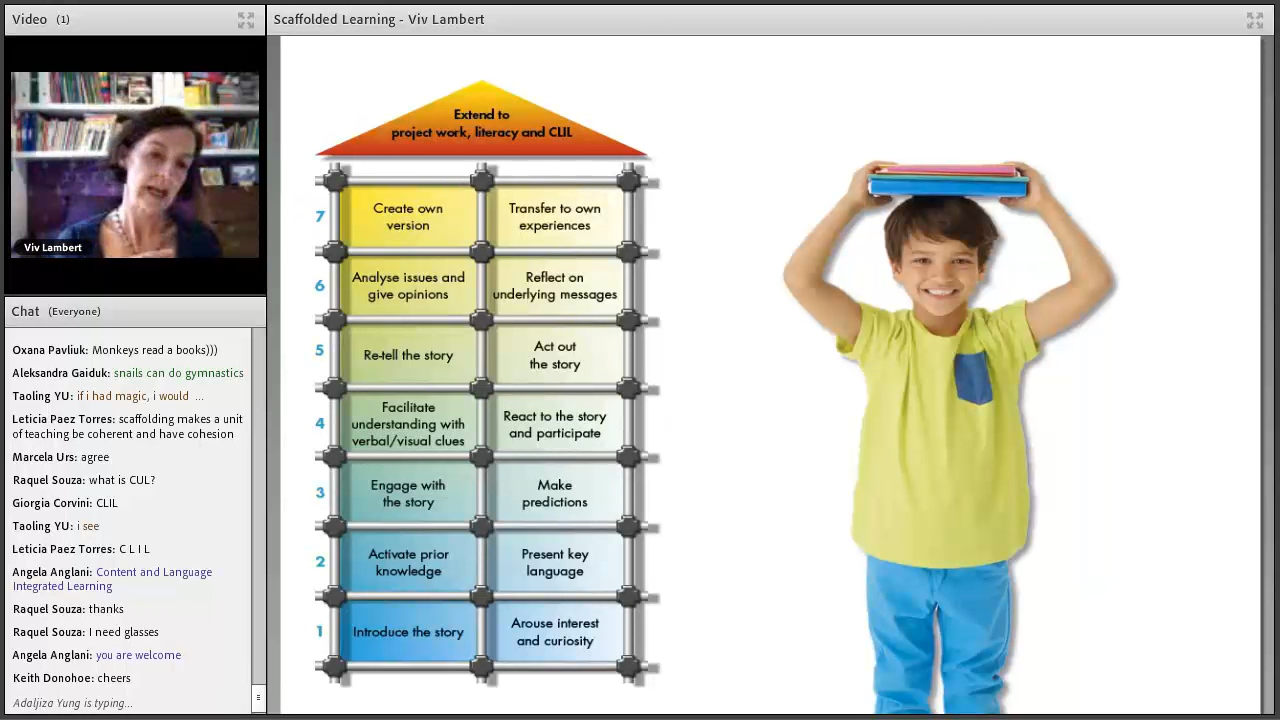 Video (1)
Viv Lambert
Chat (Everyone)
Oxana Pavliuk: Monkeys read a books)))
Aleksandra Gaiduk: snails can do gymnastics
Taoling YU: if i had magic, i would ...
Leticia Paez Torres: scaffolding makes a unit
of teaching be coherent and have cohesion
Marcela Urs: agree
Raquel Souza: what is CUL?
Giorgia Corvini: CLIL
Taoling YU: i see
Leticia Paez Torres: C L I L
Angela Anglani: Content and Language
Integrated Learning
Raquel Souza: thanks
Raquel Souza: I need glasses
Angela Anglani: you are welcome
Keith Donohoe: cheers
Adaljiza Yung is typing...
Scaffolded Learning - Viv Lambert
Extend to
project work, literacy and CLIL
7
Create own
version
Transfer to own
experiences
6
Analyse issues and
give opinions
Reflect on
underlying messages
5
Re-tell the story
Act out
the story
4
Facilitate
understanding with
verbal/visual clues
React to the story
and participate
3
Engage with
the story
Make
predictions
2
Activate prior
knowledge
Present key
language
1
Introduce the story
Arouse interest
and curiosity